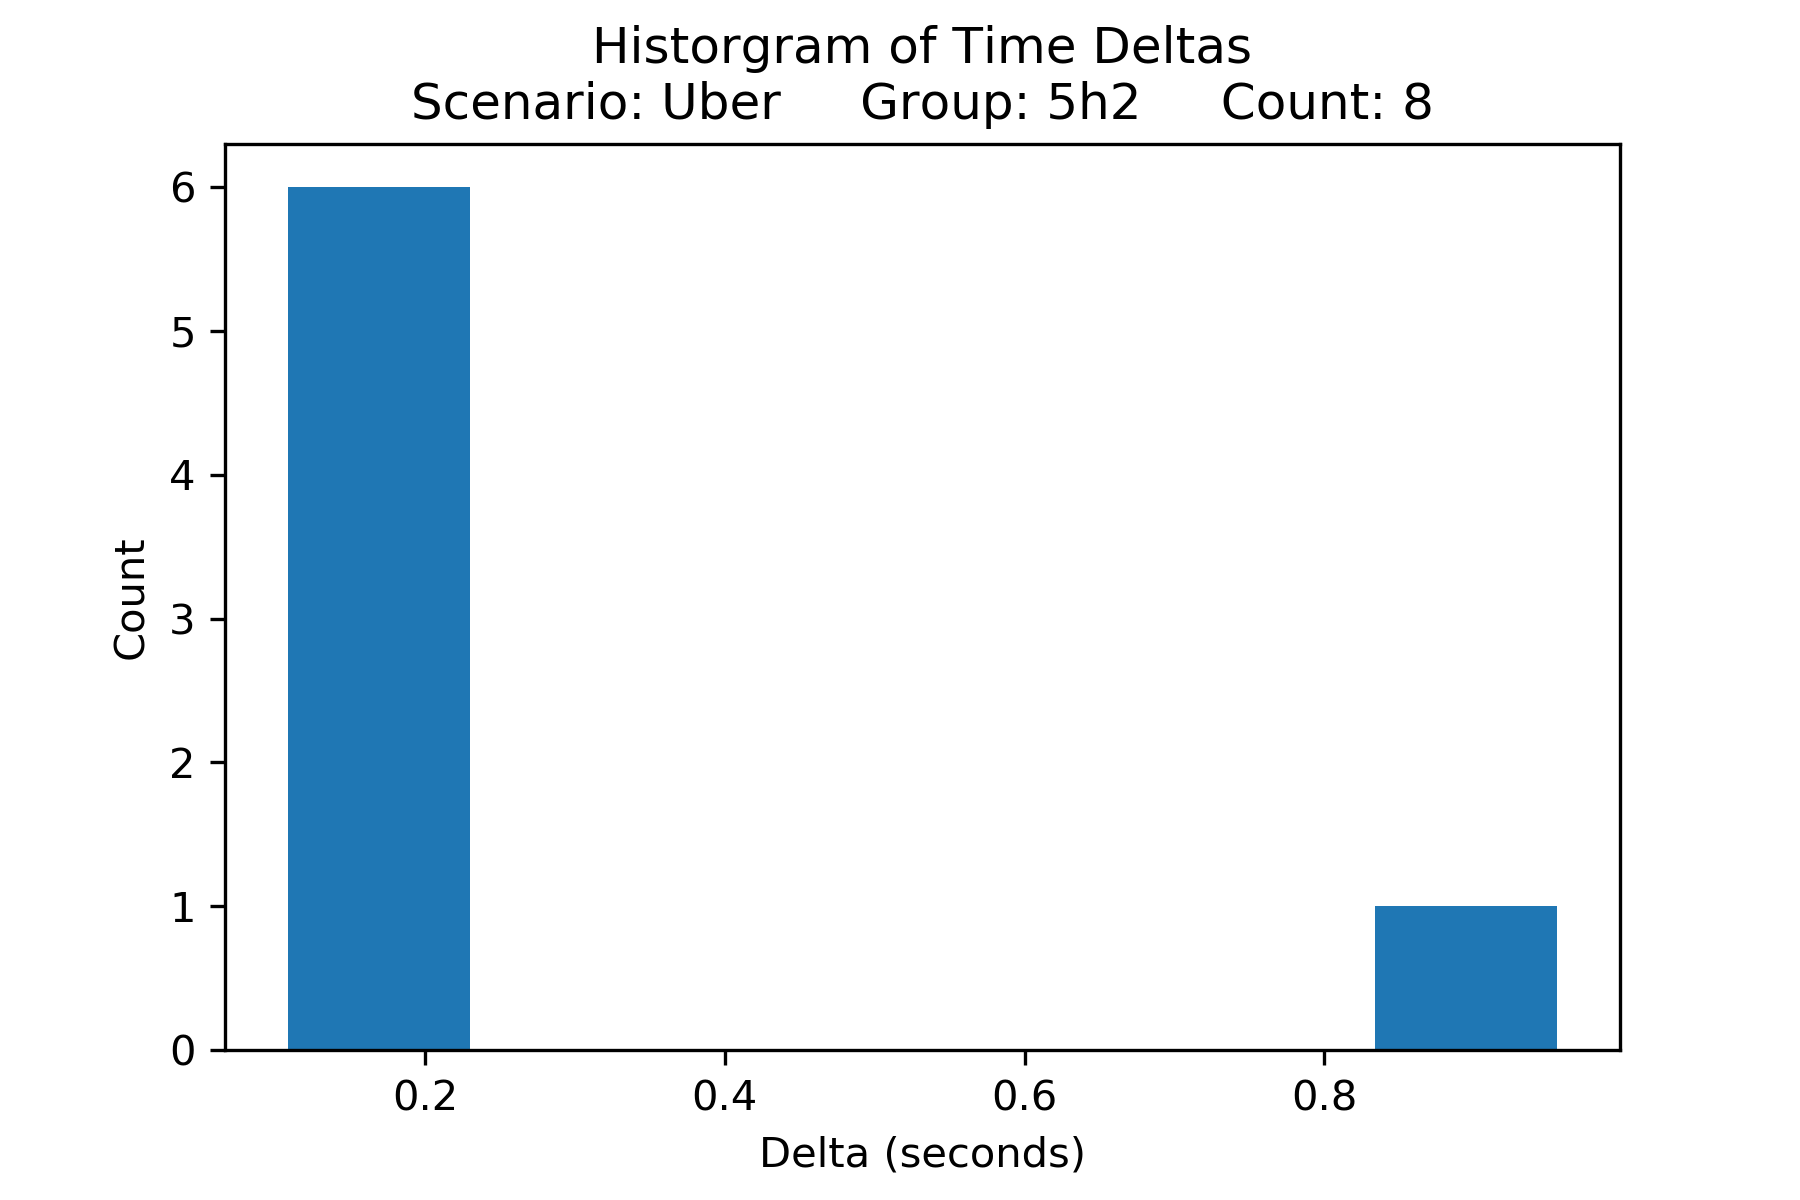 Historgram of Time Deltas
Scenario: Uber Group: 5h2 Count: 8
6
5
4
3
2
1
0
Count
0.2 0.4 0.6 0.8
Delta (seconds)